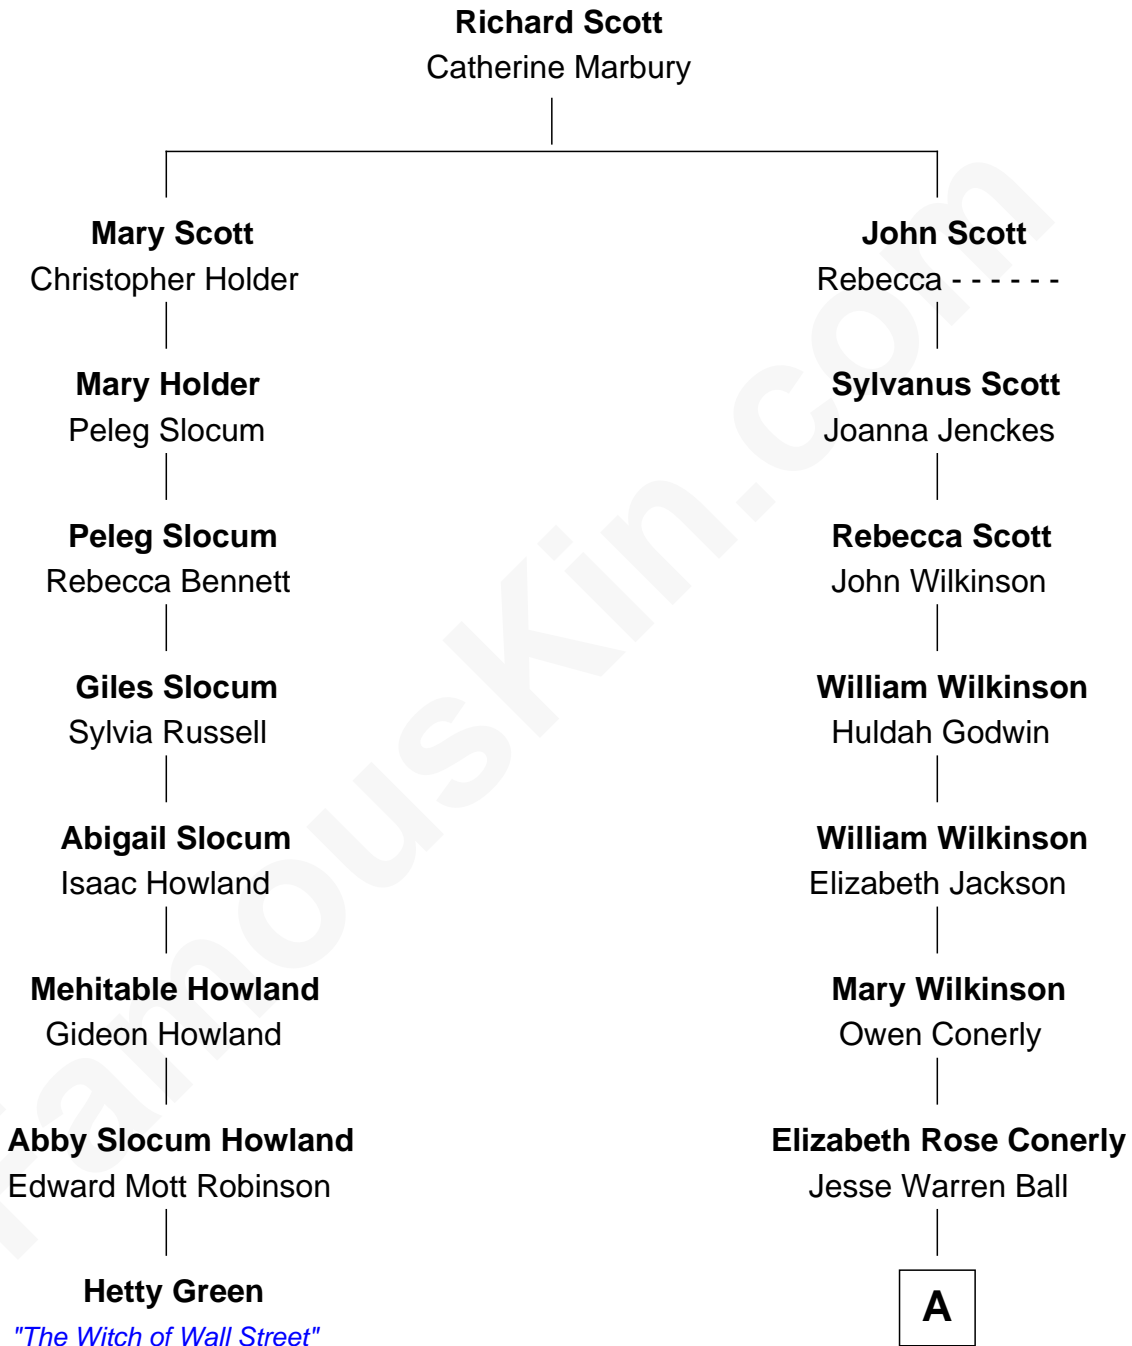 Richard Scott
Catherine Marbury
Mary Scott
Christopher Holder
John Scott
Rebecca - - - - - -
Mary Holder
Peleg Slocum
Sylvanus Scott
Joanna Jenckes
Peleg Slocum
Rebecca Bennett
Rebecca Scott
John Wilkinson
Giles Slocum
Sylvia Russell
William Wilkinson
Huldah Godwin
Abigail Slocum
Isaac Howland
William Wilkinson
Elizabeth Jackson
Mehitable Howland
Gideon Howland
Mary Wilkinson
Owen Conerly
Abby Slocum Howland
Edward Mott Robinson
Elizabeth Rose Conerly
Jesse Warren Ball
Hetty Green
"The Witch of Wall Street"
A
famouskin.com